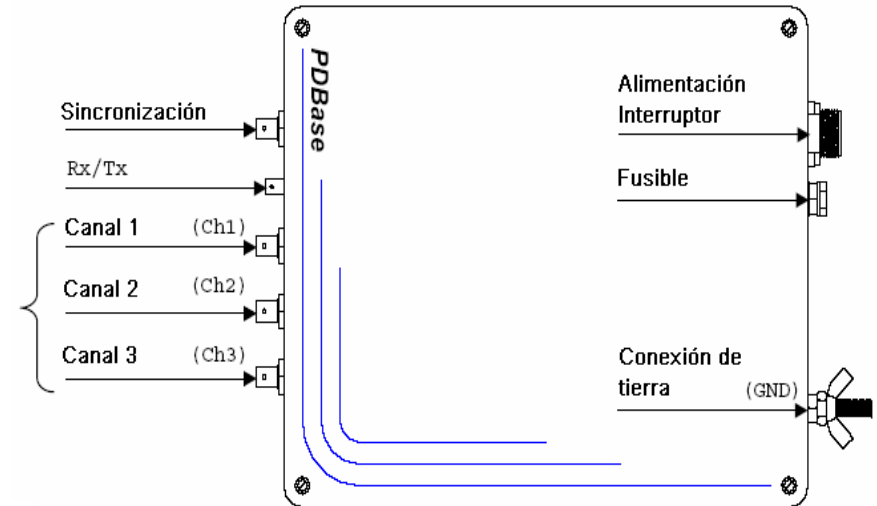 PDBase
Sincronización
Rx/Tx
Canal 1 (Ch1)
Canal 2 (Ch2)
Canal 3 (Ch3)
Alimentación
Interruptor
Fusible
Conexión de
tierra (GND)